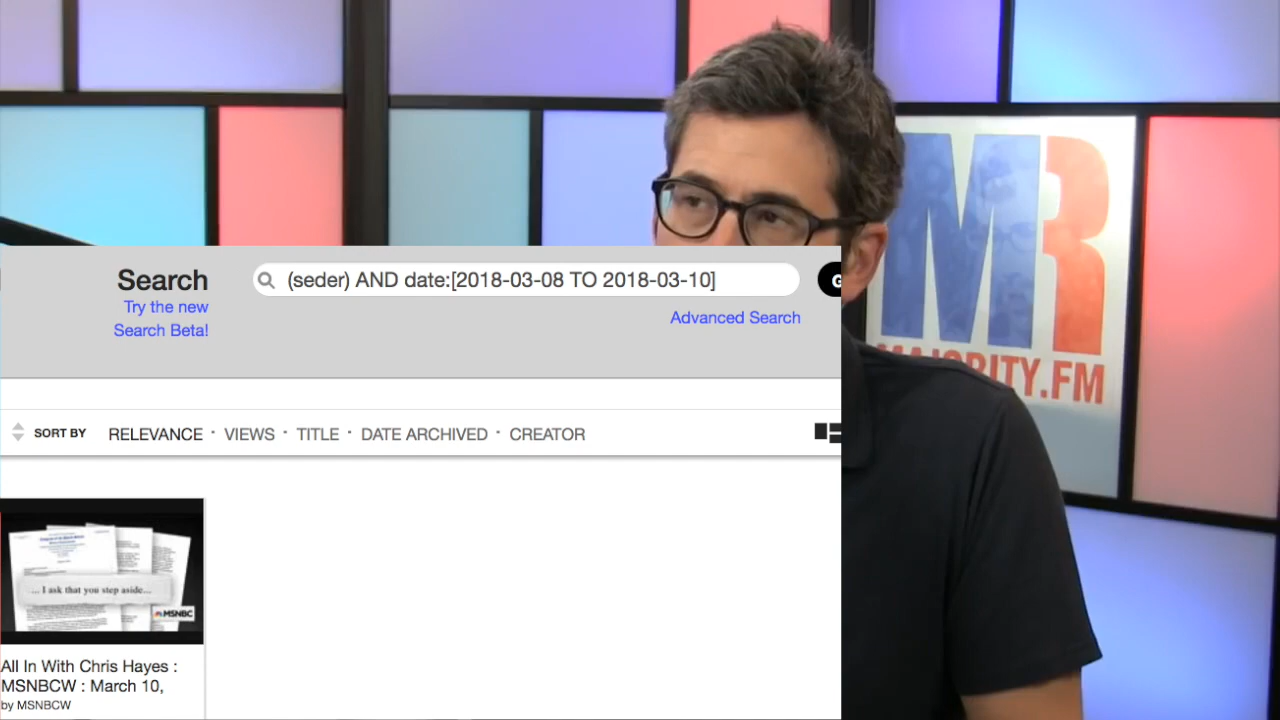 MR
MAJORITY.FM
Search
(seder) AND date:[2018-03-08 TO 2018-03-10]
G
Try the new
Search Beta!
Advanced Search
SORT BY RELEVANCE · VIEWS · TITLE · DATE ARCHIVED · CREATOR
... I ask that you step aside...
MSNBC
All In With Chris Hayes :
MSNBCW : March 10,
by MSNBCW